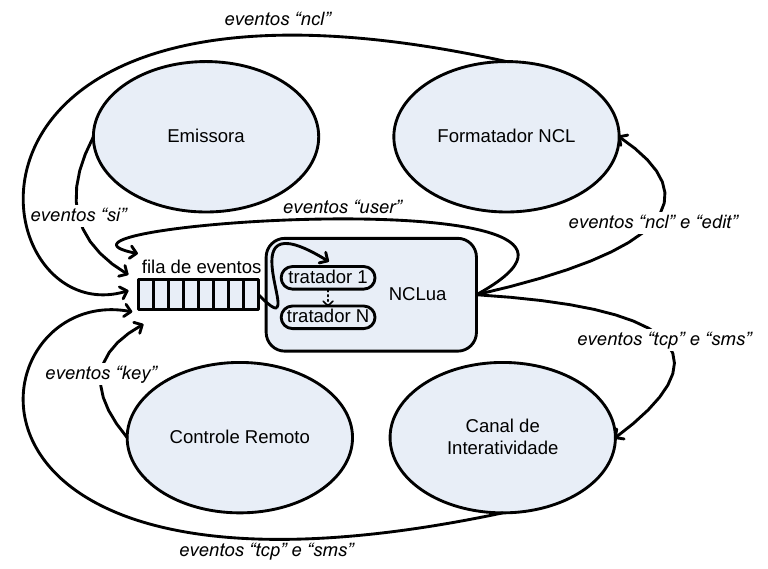 eventos “ncl”
Emissora
Formatador NCL
eventos “si”
eventos “user”
eventos “ncl” e “edit”
fila de eventos
tratador 1
NCLua
tratador N
eventos “tcp” e “sms”
eventos “key”
Controle Remoto
Canal de
Interatividade
eventos “tcp” e “sms”